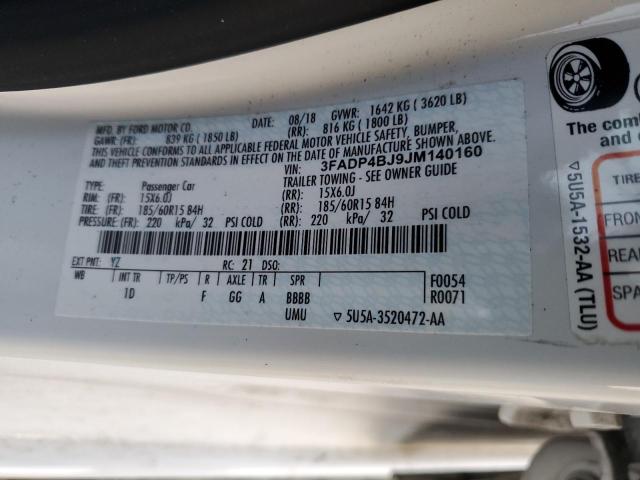 MFD. BY FORD MOTOR CO.
DATE: 08/18 GVWR: 1642 KG ( 3620 LB)
GAWR: (FR): 839 KG ( 1850 LB) (RR): 816 KG ( 1800 LB)
THIS VEHICLE CONFORMS TO ALL APPLICABLE FEDERAL MOTOR VEHICLE SAFETY, BUMPER,
AND THEFT PREVENTION STANDARDS IN EFFECT ON THE DATE OF MANUFACTURE SHOWN ABOVE.
VIN: 3FADP4BJ9JM140160
TYPE: Passenger Car TRAILER TOWING - SEE OWNER GUIDE
RIM: (FR): 15X6.0J (RR): 15X6.0J
TIRE: (FR): 185/60R15 84H (RR): 185/60R15 84H
PRESSURE: (FR): 220 kPa/ 32 PSI COLD (RR): 220 kPa/ 32 PSI COLD
EXT PNT: YZ RC: 21 DSO:
WB INT TR TP/PS R AXLE TR SPR
1D F GG A BBBB
UMU
F0054
R0071
▽ 5U5A-3520472-AA
The comb
and
▽ 5U5A-1532-AA (TLU)
TIRE
FRON
REAR
SPA